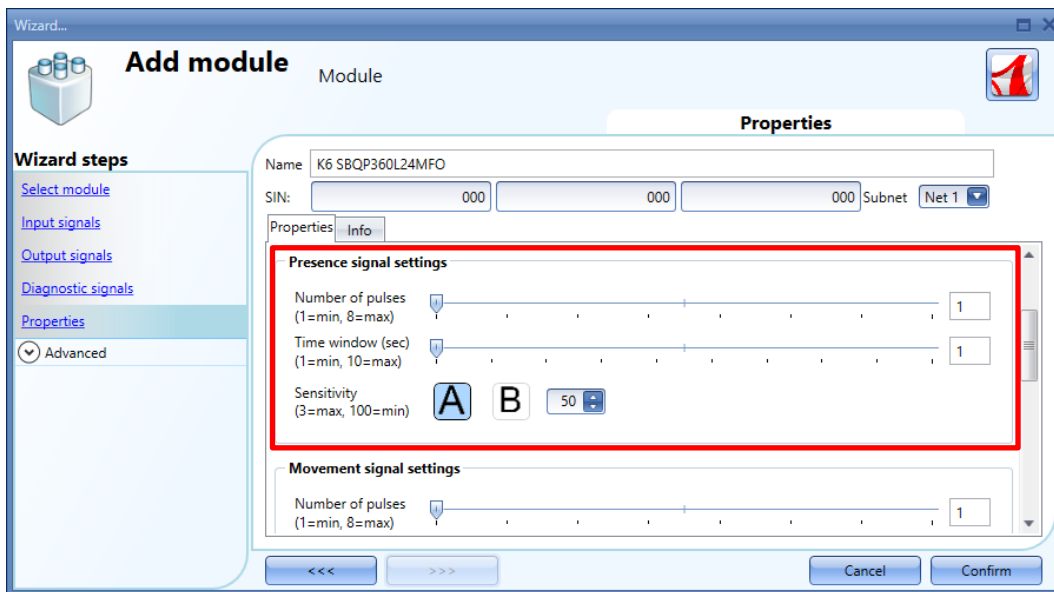 Wizard...
Add module
Module
Properties
Wizard steps
Select module
Input signals
Output signals
Diagnostic signals
Properties
Advanced
Name K6 SBQP360L24MFO
SIN: 000 000 000 Subnet Net 1
Properties Info
Presence signal settings
Number of pulses
(1=min, 8=max) 1
Time window (sec)
(1=min, 10=max) 1
Sensitivity
(3=max, 100=min) A B 50
Movement signal settings
Number of pulses
(1=min, 8=max) 1
<<< >>> Cancel Confirm